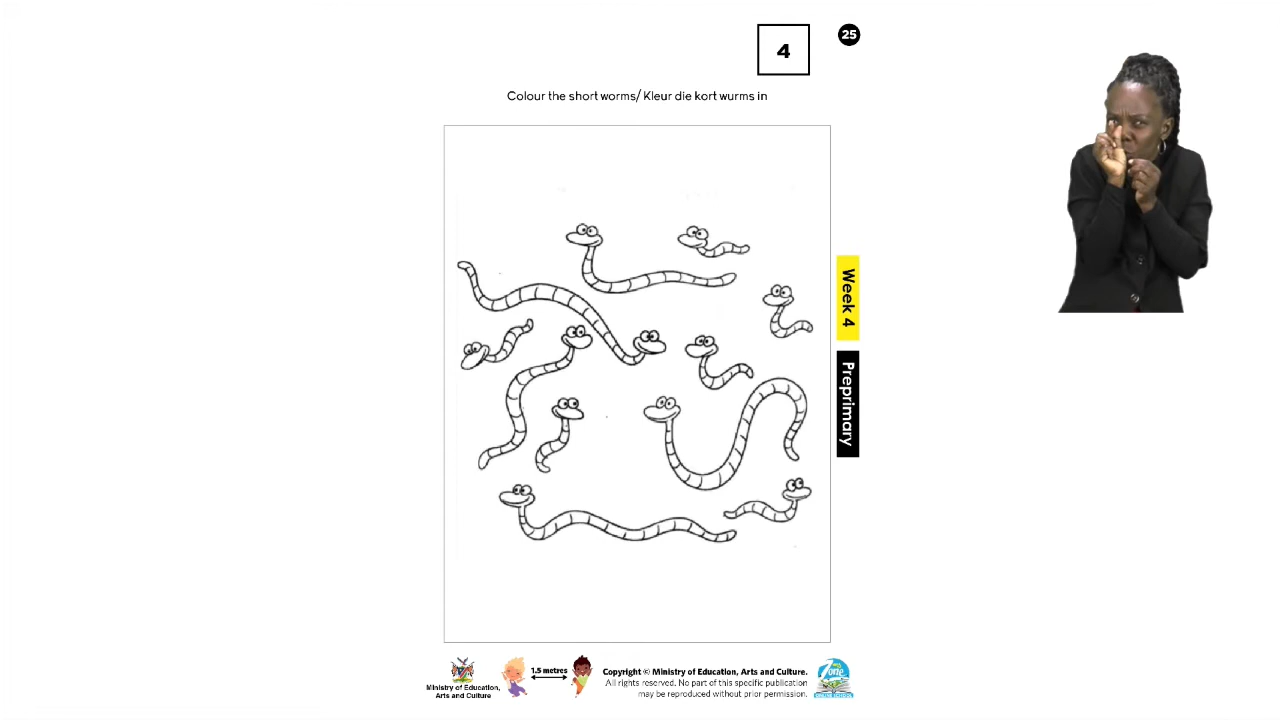 4
25
Colour the short worms/ Kleur die kort wurms in
Week 4
Preprimary
Ministry of Education,
Arts and Culture
1.5 metres
Copyright © Ministry of Education, Arts and Culture.
All rights reserved. No part of this specific publication
may be reproduced without prior permission.
Zone